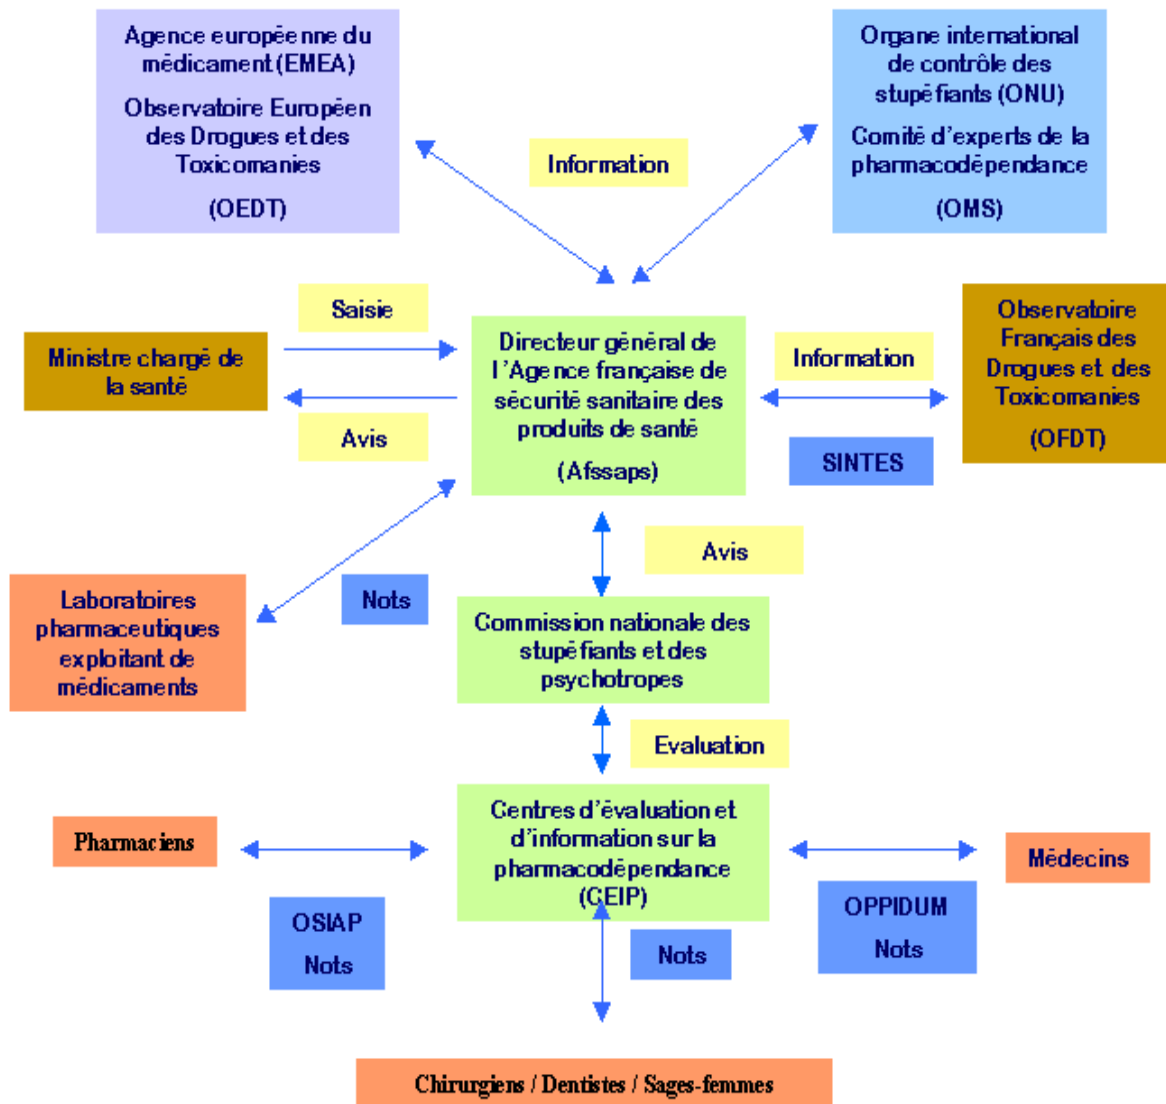 Agence européenne du
médicament (EMEA)
Observatoire Européen
des Drogues et des
Toxicomanies
(OEDT)
Information
Organe international
de contrôle des
stupéfiants (ONU)
Comité d'experts de la
pharmacodépendance
(OMS)
Saisie
Ministre chargé de
la santé
Avis
Directeur général de
l'Agence française de
sécurité sanitaire des
produits de santé
(Afssaps)
Information
SINTES
Observatoire
Français des
Drogues et des
Toxicomanies
(OFDT)
Avis
Laboratoires
pharmaceutiques
exploitant de
médicaments
Nots
Commission nationale des
stupéfiants et des
psychotropes
Evaluation
Pharmaciens
Centres d'évaluation et
d'information sur la
pharmacodépendance
(CEIP)
Médecins
OSIAP
Nots
Nots
OPPIDUM
Nots
Chirurgiens / Dentistes / Sages-femmes